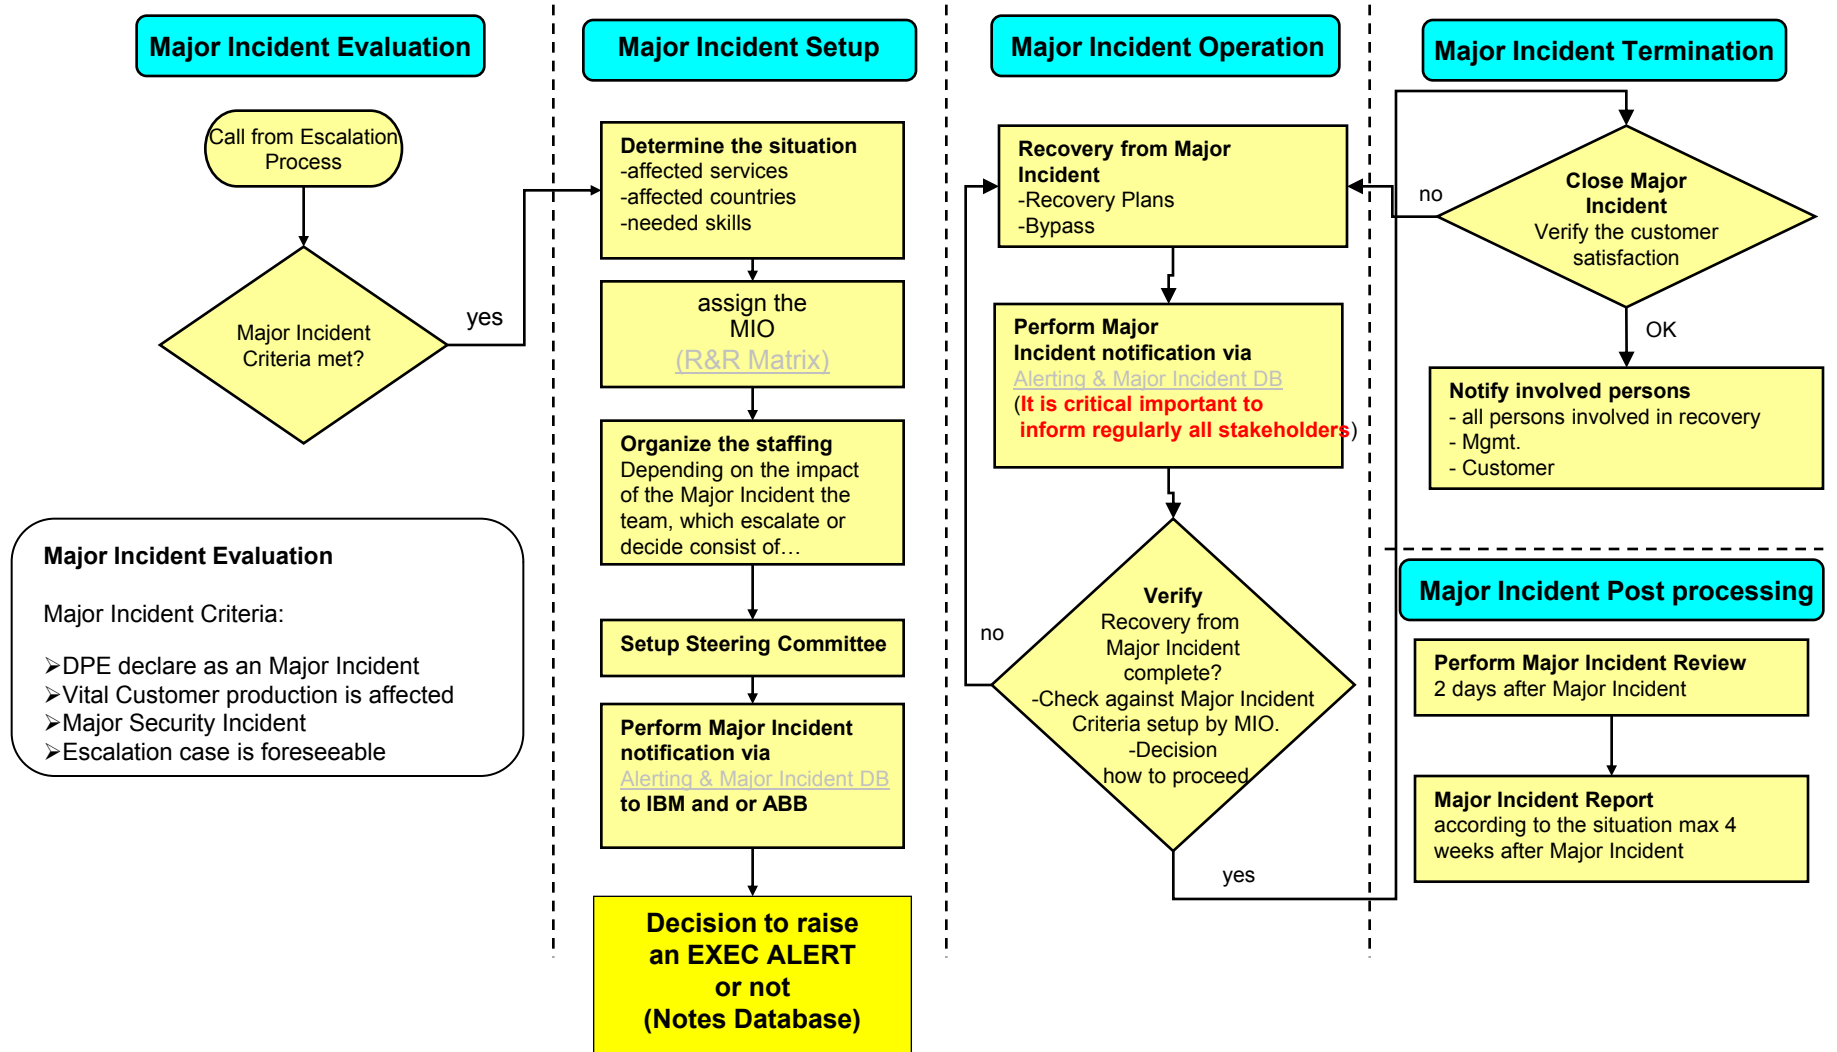 Major Incident Evaluation
Call from Escalation
Process
Major Incident
Criteria met?
yes
Major Incident Evaluation
Major Incident Criteria:
➢DPE declare as an Major Incident
➢Vital Customer production is affected
➢Major Security Incident
➢Escalation case is foreseeable
Major Incident Setup
Determine the situation
-affected services
-affected countries
-needed skills
assign the
MIO
(R&R Matrix)
Organize the staffing
Depending on the impact
of the Major Incident the
team, which escalate or
decide consist of…
Setup Steering Committee
Perform Major Incident
notification via
Alerting & Major Incident DB
to IBM and or ABB
Decision to raise
an EXEC ALERT
or not
(Notes Database)
Major Incident Operation
Recovery from Major
Incident
-Recovery Plans
-Bypass
Perform Major
Incident notification via
Alerting & Major Incident DB
(It is critical important to
inform regularly all stakeholders)
no
Verify
Recovery from
Major Incident
complete?
-Check against Major Incident
Criteria setup by MIO.
-Decision
how to proceed
yes
Major Incident Termination
no
Close Major
Incident
Verify the customer
satisfaction
OK
Notify involved persons
- all persons involved in recovery
- Mgmt.
- Customer
Major Incident Post processing
Perform Major Incident Review
2 days after Major Incident
Major Incident Report
according to the situation max 4
weeks after Major Incident